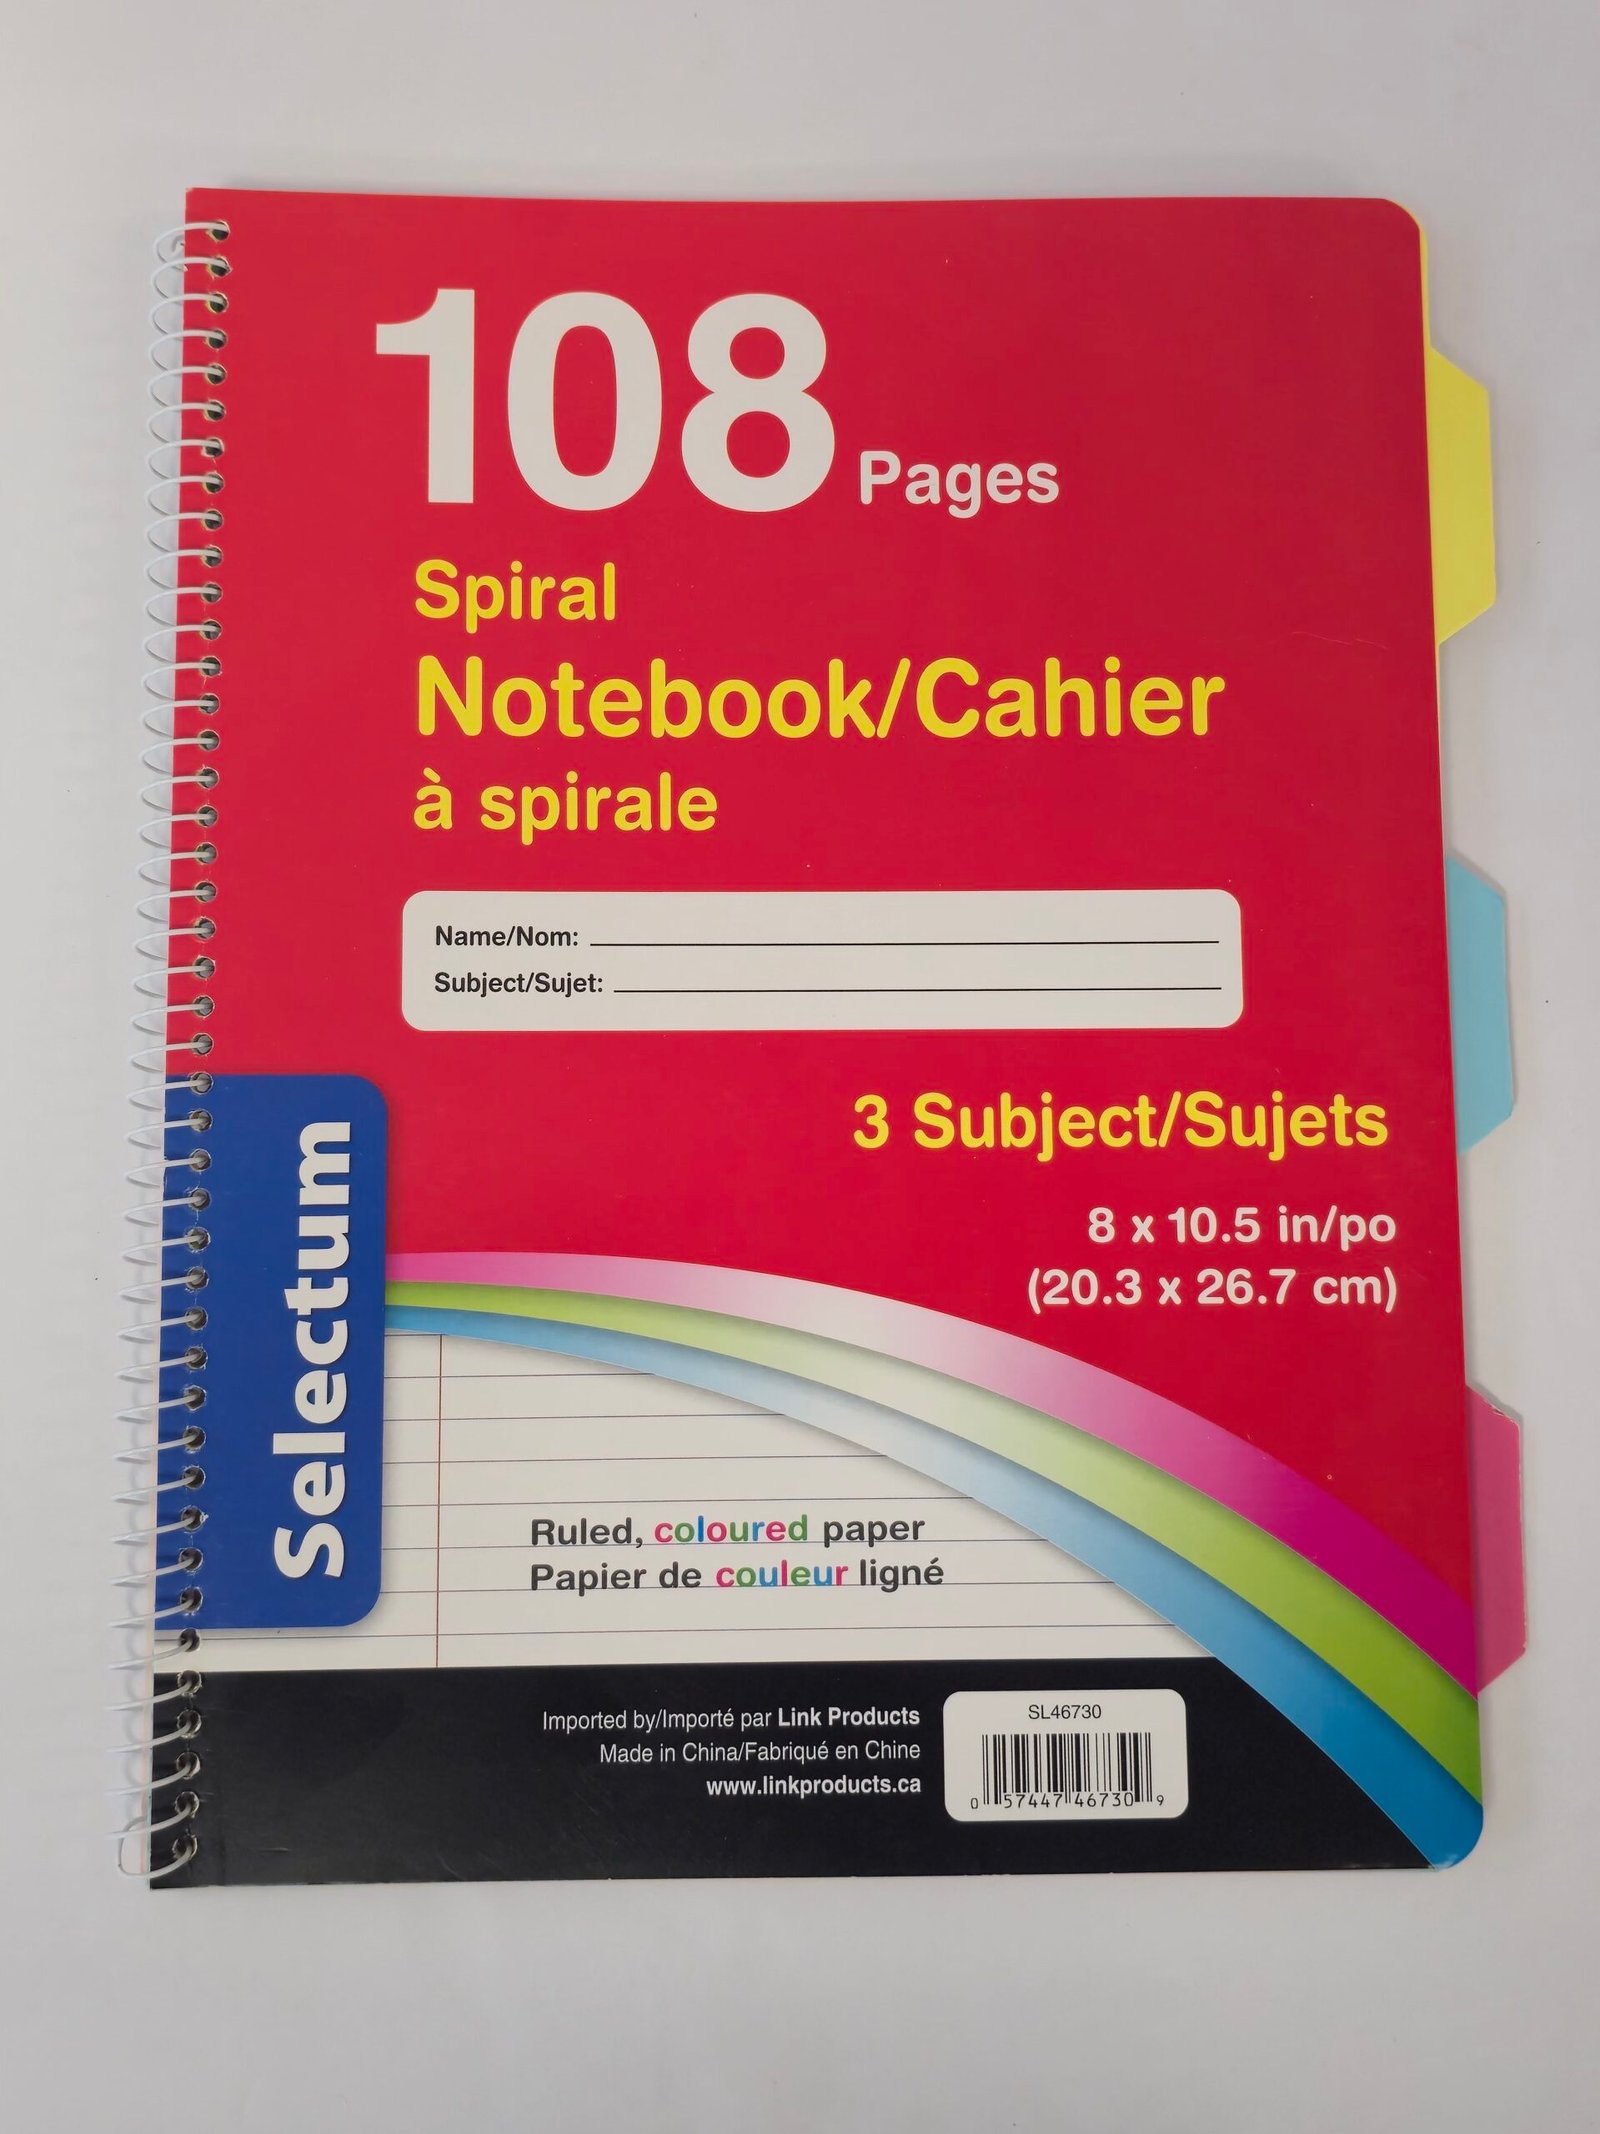 108 Pages
Spiral
Notebook/Cahier
à spirale
Name/Nom:
Subject/Sujet:
3 Subject/Sujets
8 x 10.5 in/po
(20.3 x 26.7 cm)
Selectum
Ruled, coloured paper
Papier de couleur ligné
Imported by/Importé par Link Products
Made in China/Fabriqué en Chine
www.linkproducts.ca
SL46730
0 57447 46730 9